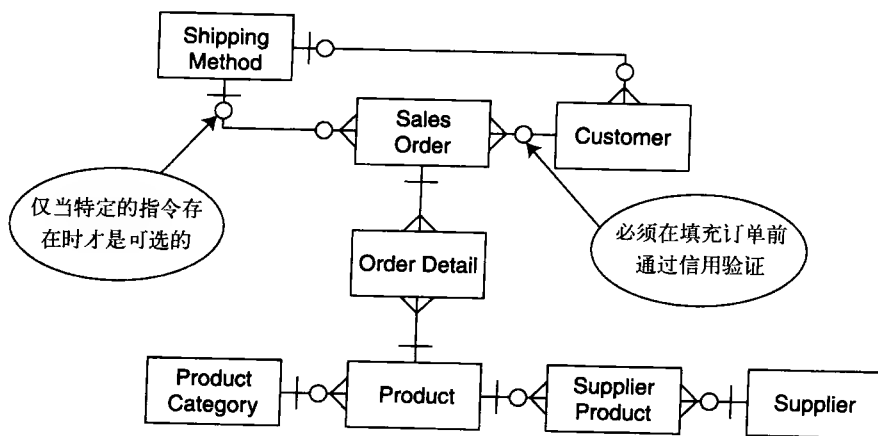 Shipping
Method
Sales
Order
Customer
仅当特定的指令存
在时才是可选的
必须在填充订单前
通过信用验证
Order Detail
Product
Category
Product
Supplier
Product
Supplier